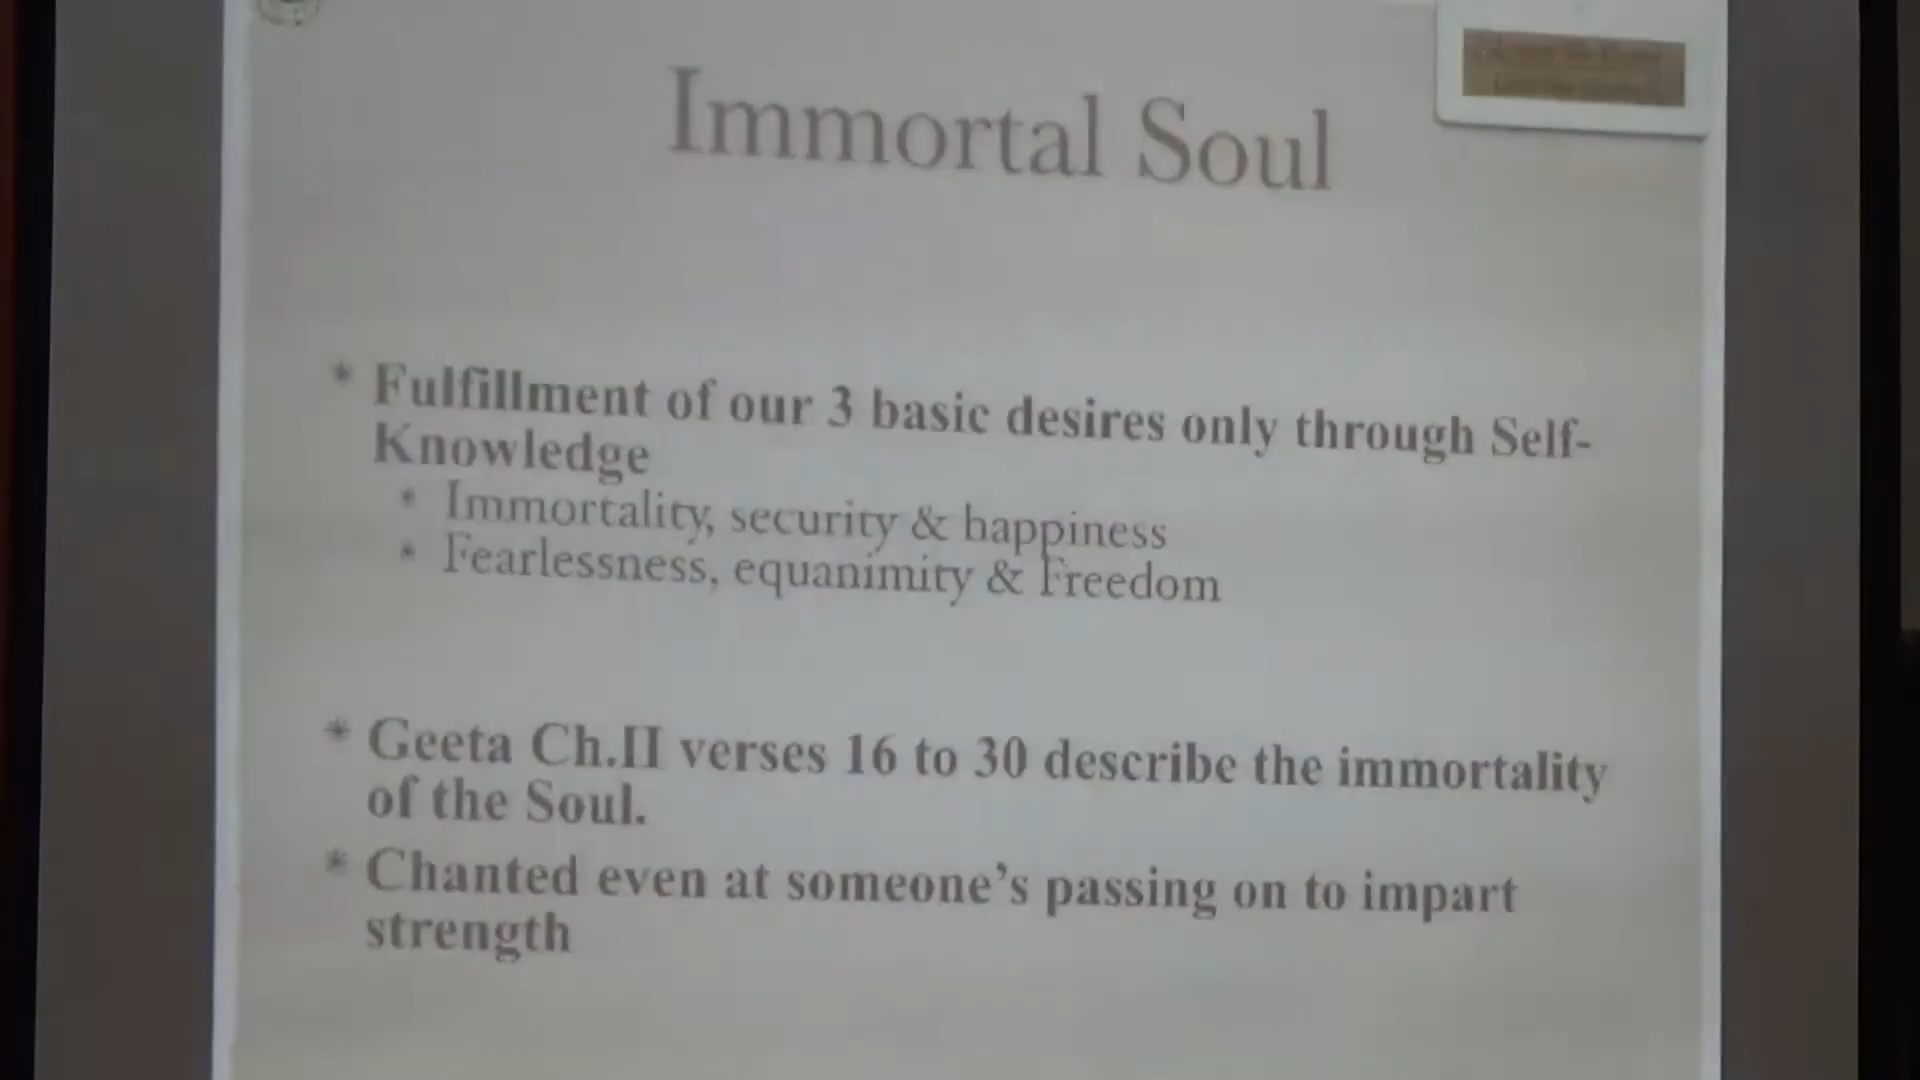 Immortal Soul
* Fulfillment of our 3 basic desires only through Self-
Knowledge
* Immortality, security & happiness
* Fearlessness, equanimity & Freedom
* Geeta Ch.II verses 16 to 30 describe the immortality
of the Soul.
* Chanted even at someone's passing on to impart
strength